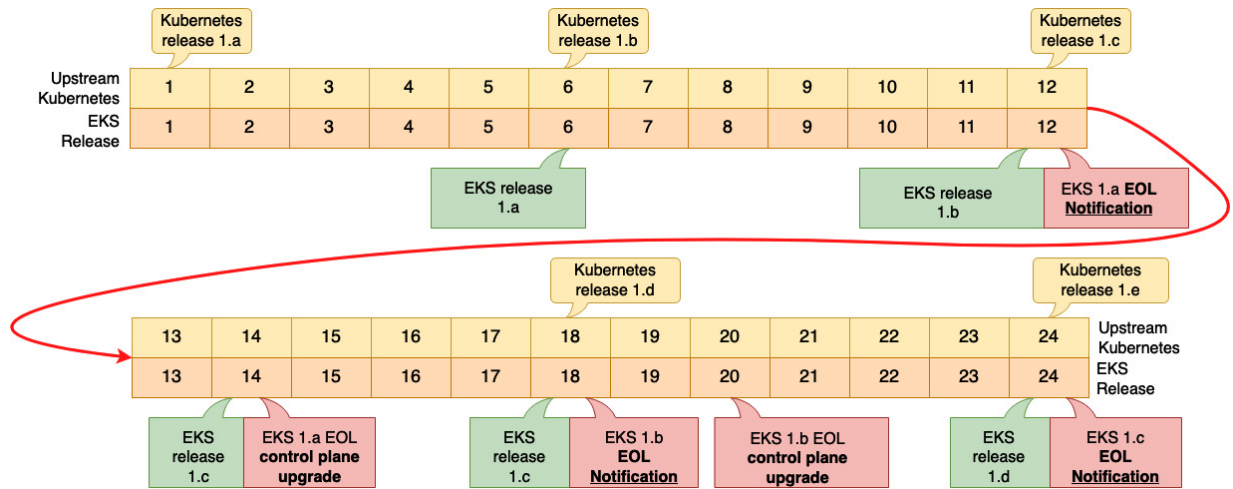 Kubernetes
release 1.a
Kubernetes
release 1.b
Kubernetes
release 1.c
Upstream
Kubernetes
1 2 3 4 5 6 7 8 9 10 11 12
EKS
Release
1 2 3 4 5 6 7 8 9 10 11 12
EKS release
1.a
EKS release
1.b
EKS 1.a EOL
Notification
Kubernetes
release 1.d
Kubernetes
release 1.e
13 14 15 16 17 18 19 20 21 22 23 24
Upstream
Kubernetes
13 14 15 16 17 18 19 20 21 22 23 24
EKS
Release
EKS
release
1.c
EKS 1.a EOL
control plane
upgrade
EKS
release
1.c
EKS 1.b
EOL
Notification
EKS 1.b EOL
control plane
upgrade
EKS
release
1.d
EKS 1.c
EOL
Notification